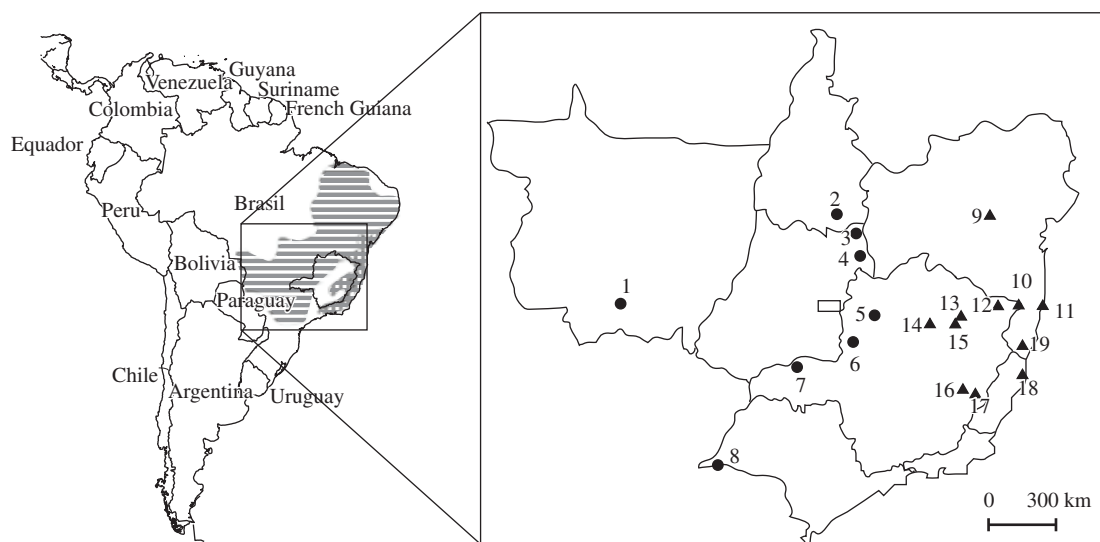 Guyana
Venezuela
Suriname
Colombia
French Guiana
Equador
Brasil
Peru
Bolivia
Paraguay
Chile
Argentina
Uruguay
2
3
9
4
1
10
13
12
11
5
14
15
19
6
7
18
16
17
8
0 300 km